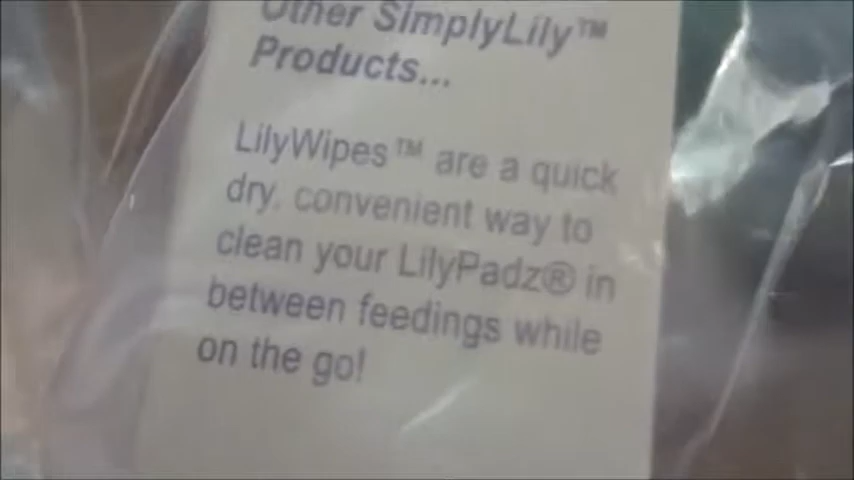 Other SimplyLily™
Products...
LilyWipes™ are a quick
dry, convenient way to
clean your LilyPadz® in
between feedings while
on the go!